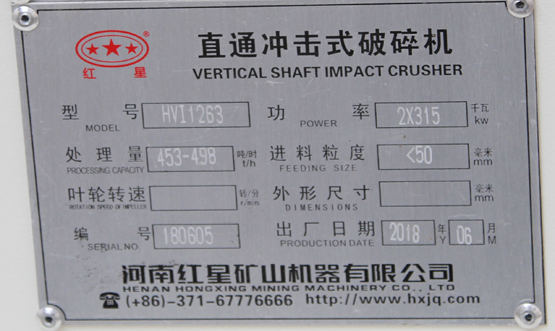 红星®
直通冲击式破碎机
VERTICAL SHAFT IMPACT CRUSHER
型 号 MODEL HVI1263 功 率 POWER 2X315 千瓦 kw
处理量 PROCESSING CAPACITY 453-498 吨/时 t/h 进料粒度 FEEDING SIZE <50 毫米 mm
叶轮转速 ROTATION SPEED OF IMPELLER 转/分 r/min 外形尺寸 DIMENSIONS 毫米 mm
编 号 SERIAL NO 180605 出厂日期 PRODUCTION DATE 2018 年 Y 06 月 M
河南红星矿山机器有限公司
HENAN HONGXING MINING MACHINERY CO., LTD
☎(+86)-371-67776666 http://www.hxjq.com